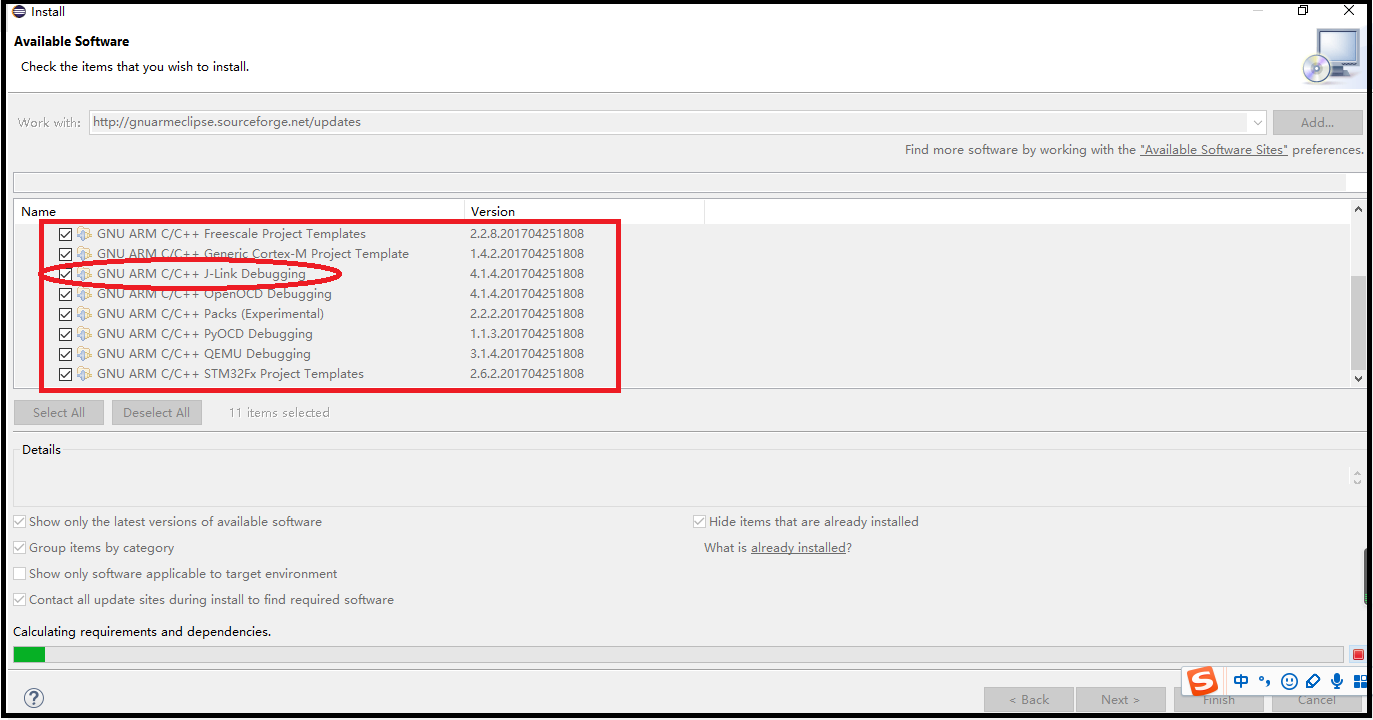 Install
Available Software
Check the items that you wish to install.
Work with: http://gnuarmeclipse.sourceforge.net/updates Add...
Find more software by working with the "Available Software Sites" preferences.
Name Version
GNU ARM C/C++ Freescale Project Templates 2.2.8.201704251808
GNU ARM C/C++ Generic Cortex-M Project Template 1.4.2.201704251808
GNU ARM C/C++ J-Link Debugging 4.1.4.201704251808
GNU ARM C/C++ OpenOCD Debugging 4.1.4.201704251808
GNU ARM C/C++ Packs (Experimental) 2.2.2.201704251808
GNU ARM C/C++ PyOCD Debugging 1.1.3.201704251808
GNU ARM C/C++ QEMU Debugging 3.1.4.201704251808
GNU ARM C/C++ STM32Fx Project Templates 2.6.2.201704251808
Select All Deselect All 11 items selected
Details
Show only the latest versions of available software Hide items that are already installed
Group items by category What is already installed?
Show only software applicable to target environment
Contact all update sites during install to find required software
Calculating requirements and dependencies.
S 中 °,
? < Back Next > Finish Cancel